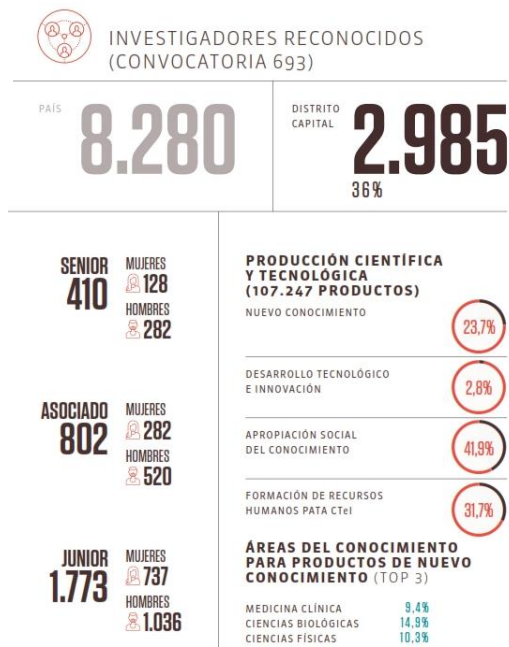 INVESTIGADORES RECONOCIDOS
(CONVOCATORIA 693)
PAÍS
8.280
DISTRITO
CAPITAL
2.985
36%
SENIOR
410
MUJERES
128
HOMBRES
282
ASOCIADO
802
MUJERES
282
HOMBRES
520
JUNIOR
1.773
MUJERES
737
HOMBRES
1.036
PRODUCCIÓN CIENTÍFICA
Y TECNOLÓGICA
(107.247 PRODUCTOS)
NUEVO CONOCIMIENTO
23,7%
DESARROLLO TECNOLÓGICO
E INNOVACIÓN
2,8%
APROPIACIÓN SOCIAL
DEL CONOCIMIENTO
41,9%
FORMACIÓN DE RECURSOS
HUMANOS PATA CTeI
31,7%
ÁREAS DEL CONOCIMIENTO
PARA PRODUCTOS DE NUEVO
CONOCIMIENTO (TOP 3)
MEDICINA CLÍNICA 9,4%
CIENCIAS BIOLÓGICAS 14,9%
CIENCIAS FÍSICAS 10,3%